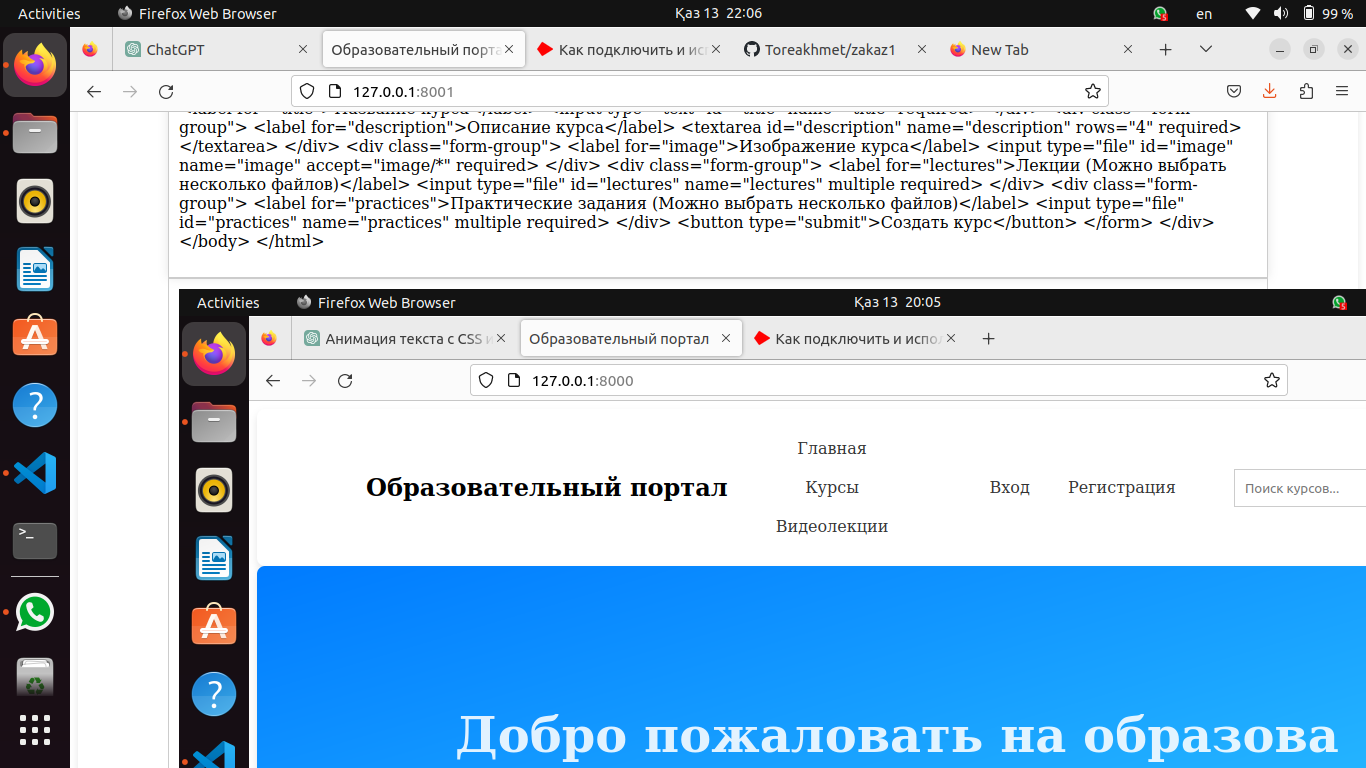 Activities
Firefox Web Browser
Қаз 13 22:06
en
99 %
ChatGPT
Образовательный порта
Как подключить и ис
Toreakhmet/zakaz1
New Tab
127.0.0.1:8001
group"> <label for="description">Описание курса</label> <textarea id="description" name="description" rows="4" required>
</textarea> </div> <div class="form-group"> <label for="image">Изображение курса</label> <input type="file" id="image"
name="image" accept="image/*" required> </div> <div class="form-group"> <label for="lectures">Лекции (Можно выбрать
несколько файлов)</label> <input type="file" id="lectures" name="lectures" multiple required> </div> <div class="form-
group"> <label for="practices">Практические задания (Можно выбрать несколько файлов)</label> <input type="file"
id="practices" name="practices" multiple required> </div> <button type="submit">Создать курс</button> </form> </div>
</body> </html>
Activities
Firefox Web Browser
Қаз 13 20:05
Анимация текста с CSS и
Образовательный портал
Как подключить и испол
127.0.0.1:8000
Главная
Образовательный портал
Курсы
Вход
Регистрация
Поиск курсов...
Видеолекции
Добро пожаловать на образова